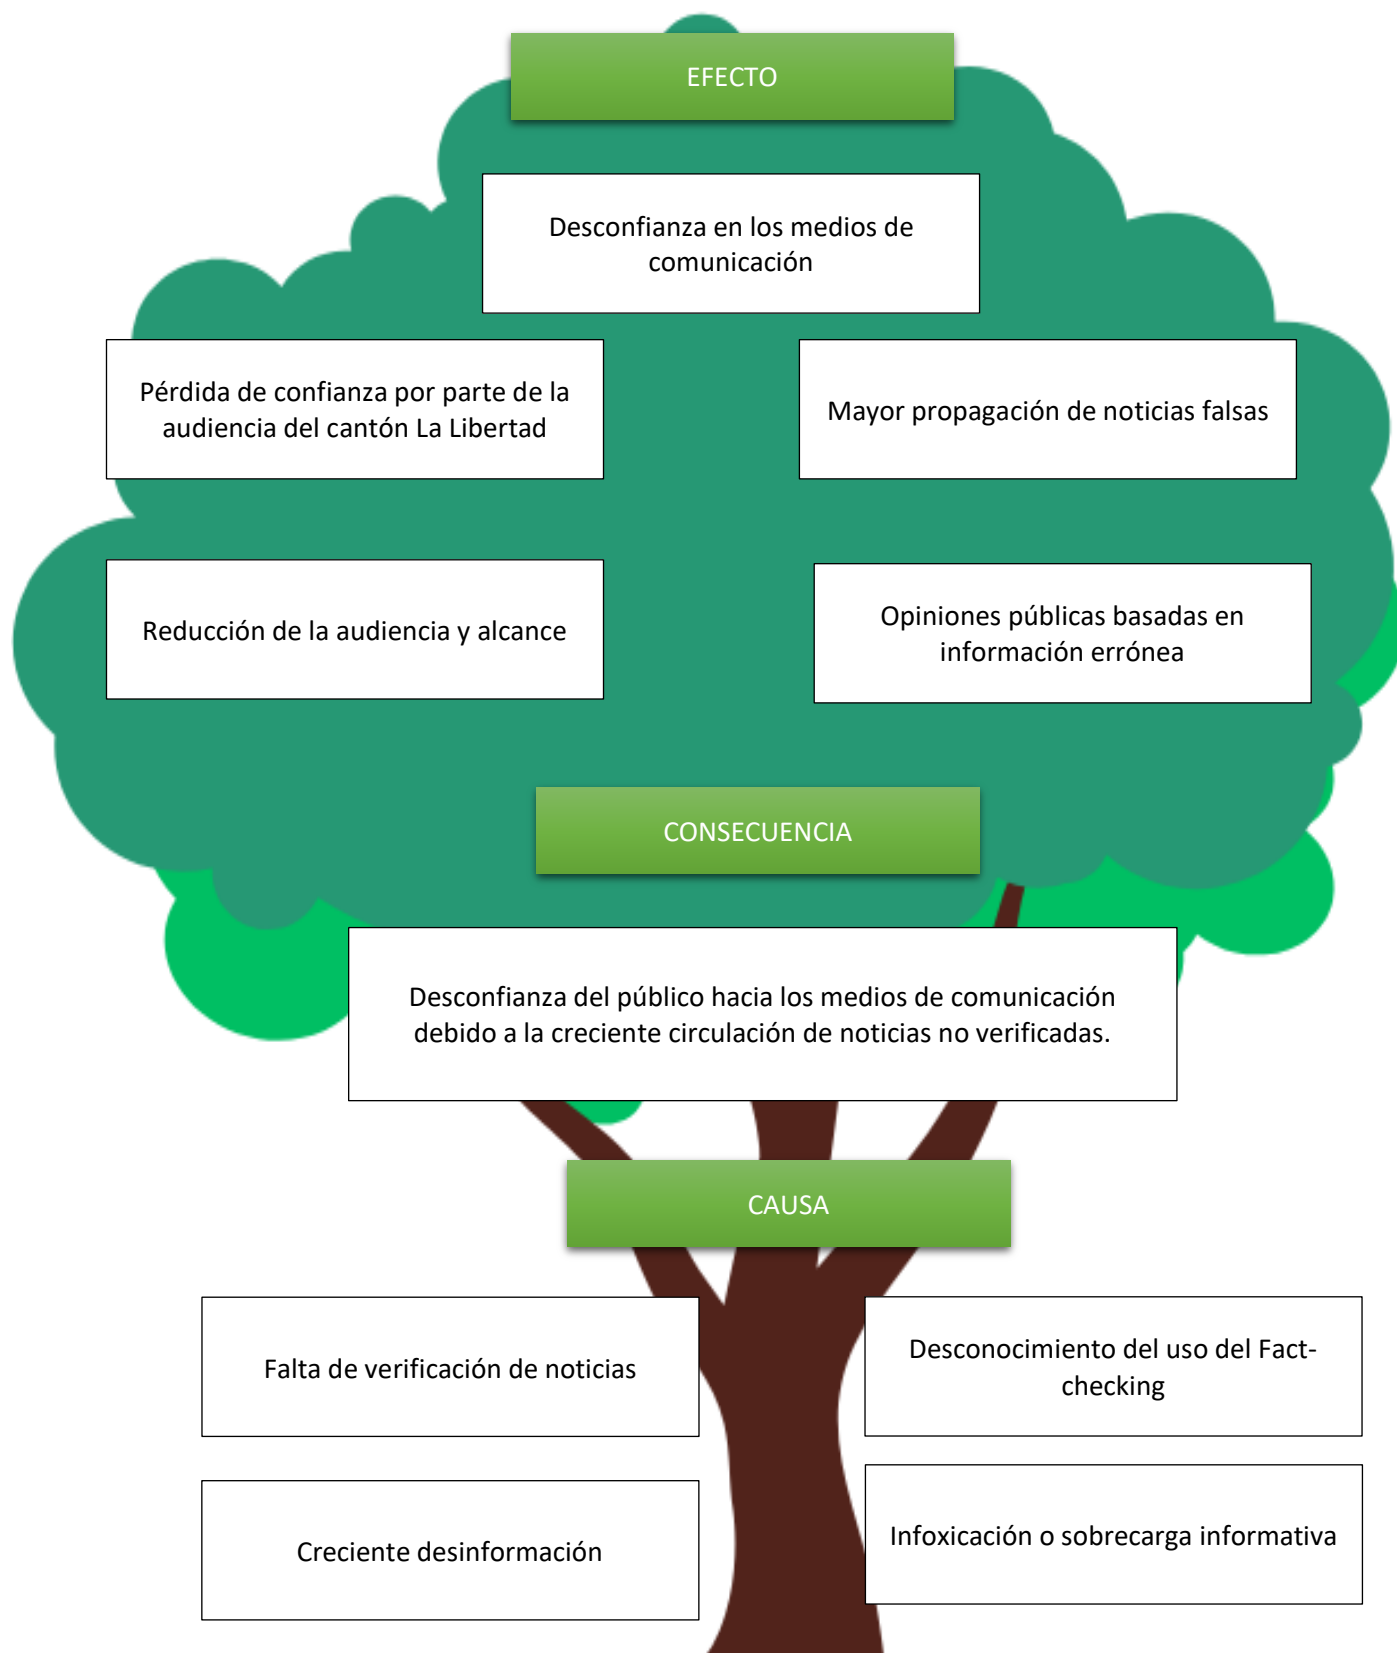 EFECTO
Desconfianza en los medios de
comunicación
Pérdida de confianza por parte de la
audiencia del cantón La Libertad
Mayor propagación de noticias falsas
Reducción de la audiencia y alcance
Opiniones públicas basadas en
información errónea
CONSECUENCIA
Desconfianza del público hacia los medios de comunicación
debido a la creciente circulación de noticias no verificadas.
CAUSA
Falta de verificación de noticias
Desconocimiento del uso del Fact-
checking
Creciente desinformación
Infoxicación o sobrecarga informativa